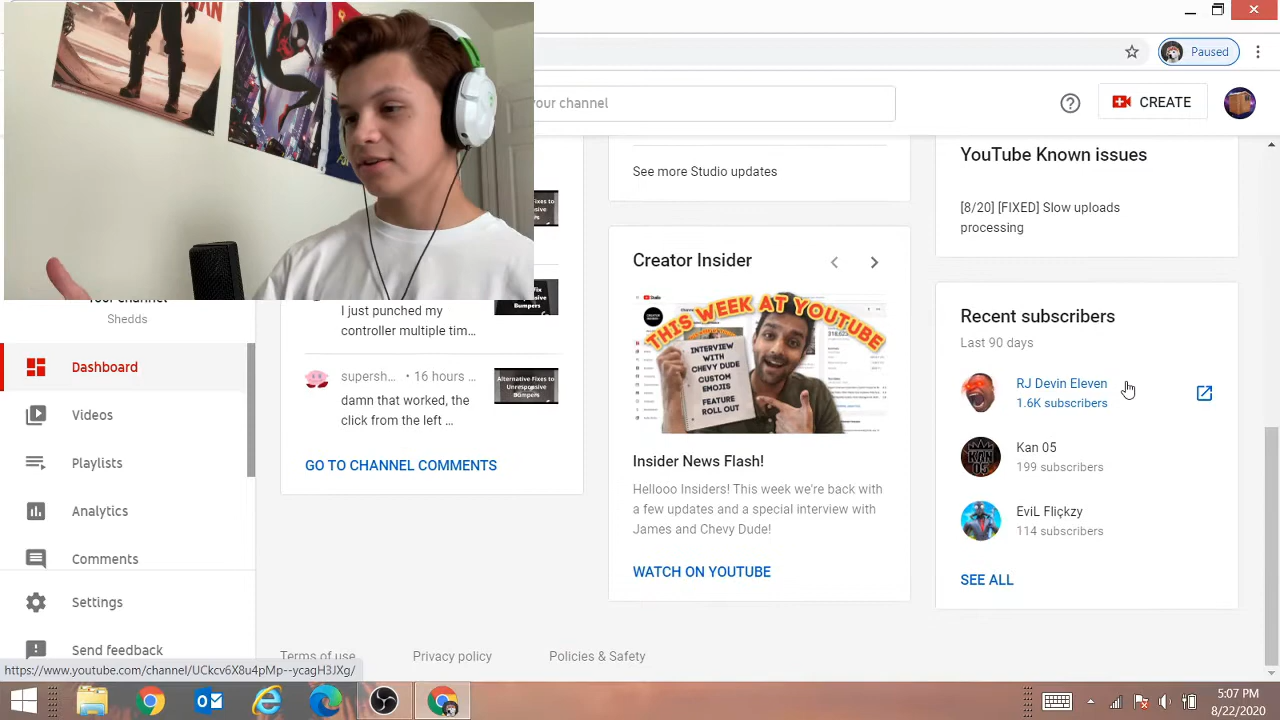 Paused
your channel
CREATE
See more Studio updates
YouTube Known issues
[8/20] [FIXED] Slow uploads
processing
Creator Insider
THIS WEEK AT YOUTUBE
INTERVIEW
WITH
CHEVY DUDE
CUSTOM
EMOJIS
FEATURE
ROLL OUT
Insider News Flash!
Hellooo Insiders! This week we're back with
a few updates and a special interview with
James and Chevy Dude!
WATCH ON YOUTUBE
Recent subscribers
Last 90 days
RJ Devin Eleven
1.6K subscribers
Kan 05
199 subscribers
EviL Fliçkzy
114 subscribers
SEE ALL
I just punched my
controller multiple tim...
supersh... • 16 hours ...
damn that worked, the
click from the left ...
Alternative Fixes to
Unresponsive
Bumpers
GO TO CHANNEL COMMENTS
Your channel
Shedds
Dashboard
Videos
Playlists
Analytics
Comments
Settings
Send feedback
Terms of use
Privacy policy
Policies & Safety
https://www.youtube.com/channel/UCkcv6X8u4pMp--ycagH3JXg/
5:07 PM
8/22/2020